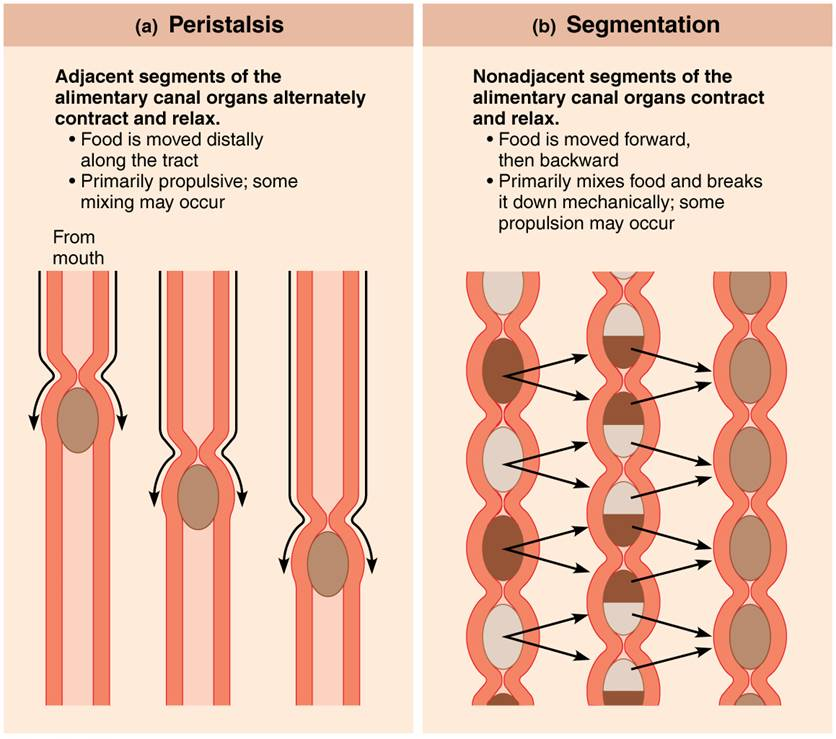 (a) Peristalsis
Adjacent segments of the
alimentary canal organs alternately
contract and relax.
• Food is moved distally
along the tract
• Primarily propulsive; some
mixing may occur
From
mouth
(b) Segmentation
Nonadjacent segments of the
alimentary canal organs contract
and relax.
• Food is moved forward,
then backward
• Primarily mixes food and breaks
it down mechanically; some
propulsion may occur